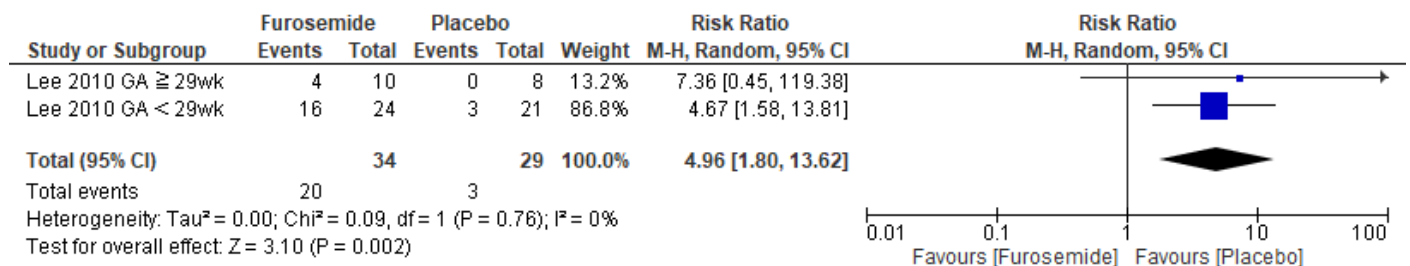 Furosemide Placebo Risk Ratio Risk Ratio
Study or Subgroup Events Total Events Total Weight M-H, Random, 95% CI M-H, Random, 95% CI
Lee 2010 GA ≧ 29wk 4 10 0 8 13.2% 7.36 [0.45, 119.38]
Lee 2010 GA < 29wk 16 24 3 21 86.8% 4.67 [1.58, 13.81]
Total (95% CI) 34 29 100.0% 4.96 [1.80, 13.62]
Total events 20 3
Heterogeneity: Tau² = 0.00; Chi² = 0.09, df = 1 (P = 0.76); I² = 0%
Test for overall effect: Z = 3.10 (P = 0.002)
0.01 0.1 1 10 100
Favours [Furosemide] Favours [Placebo]